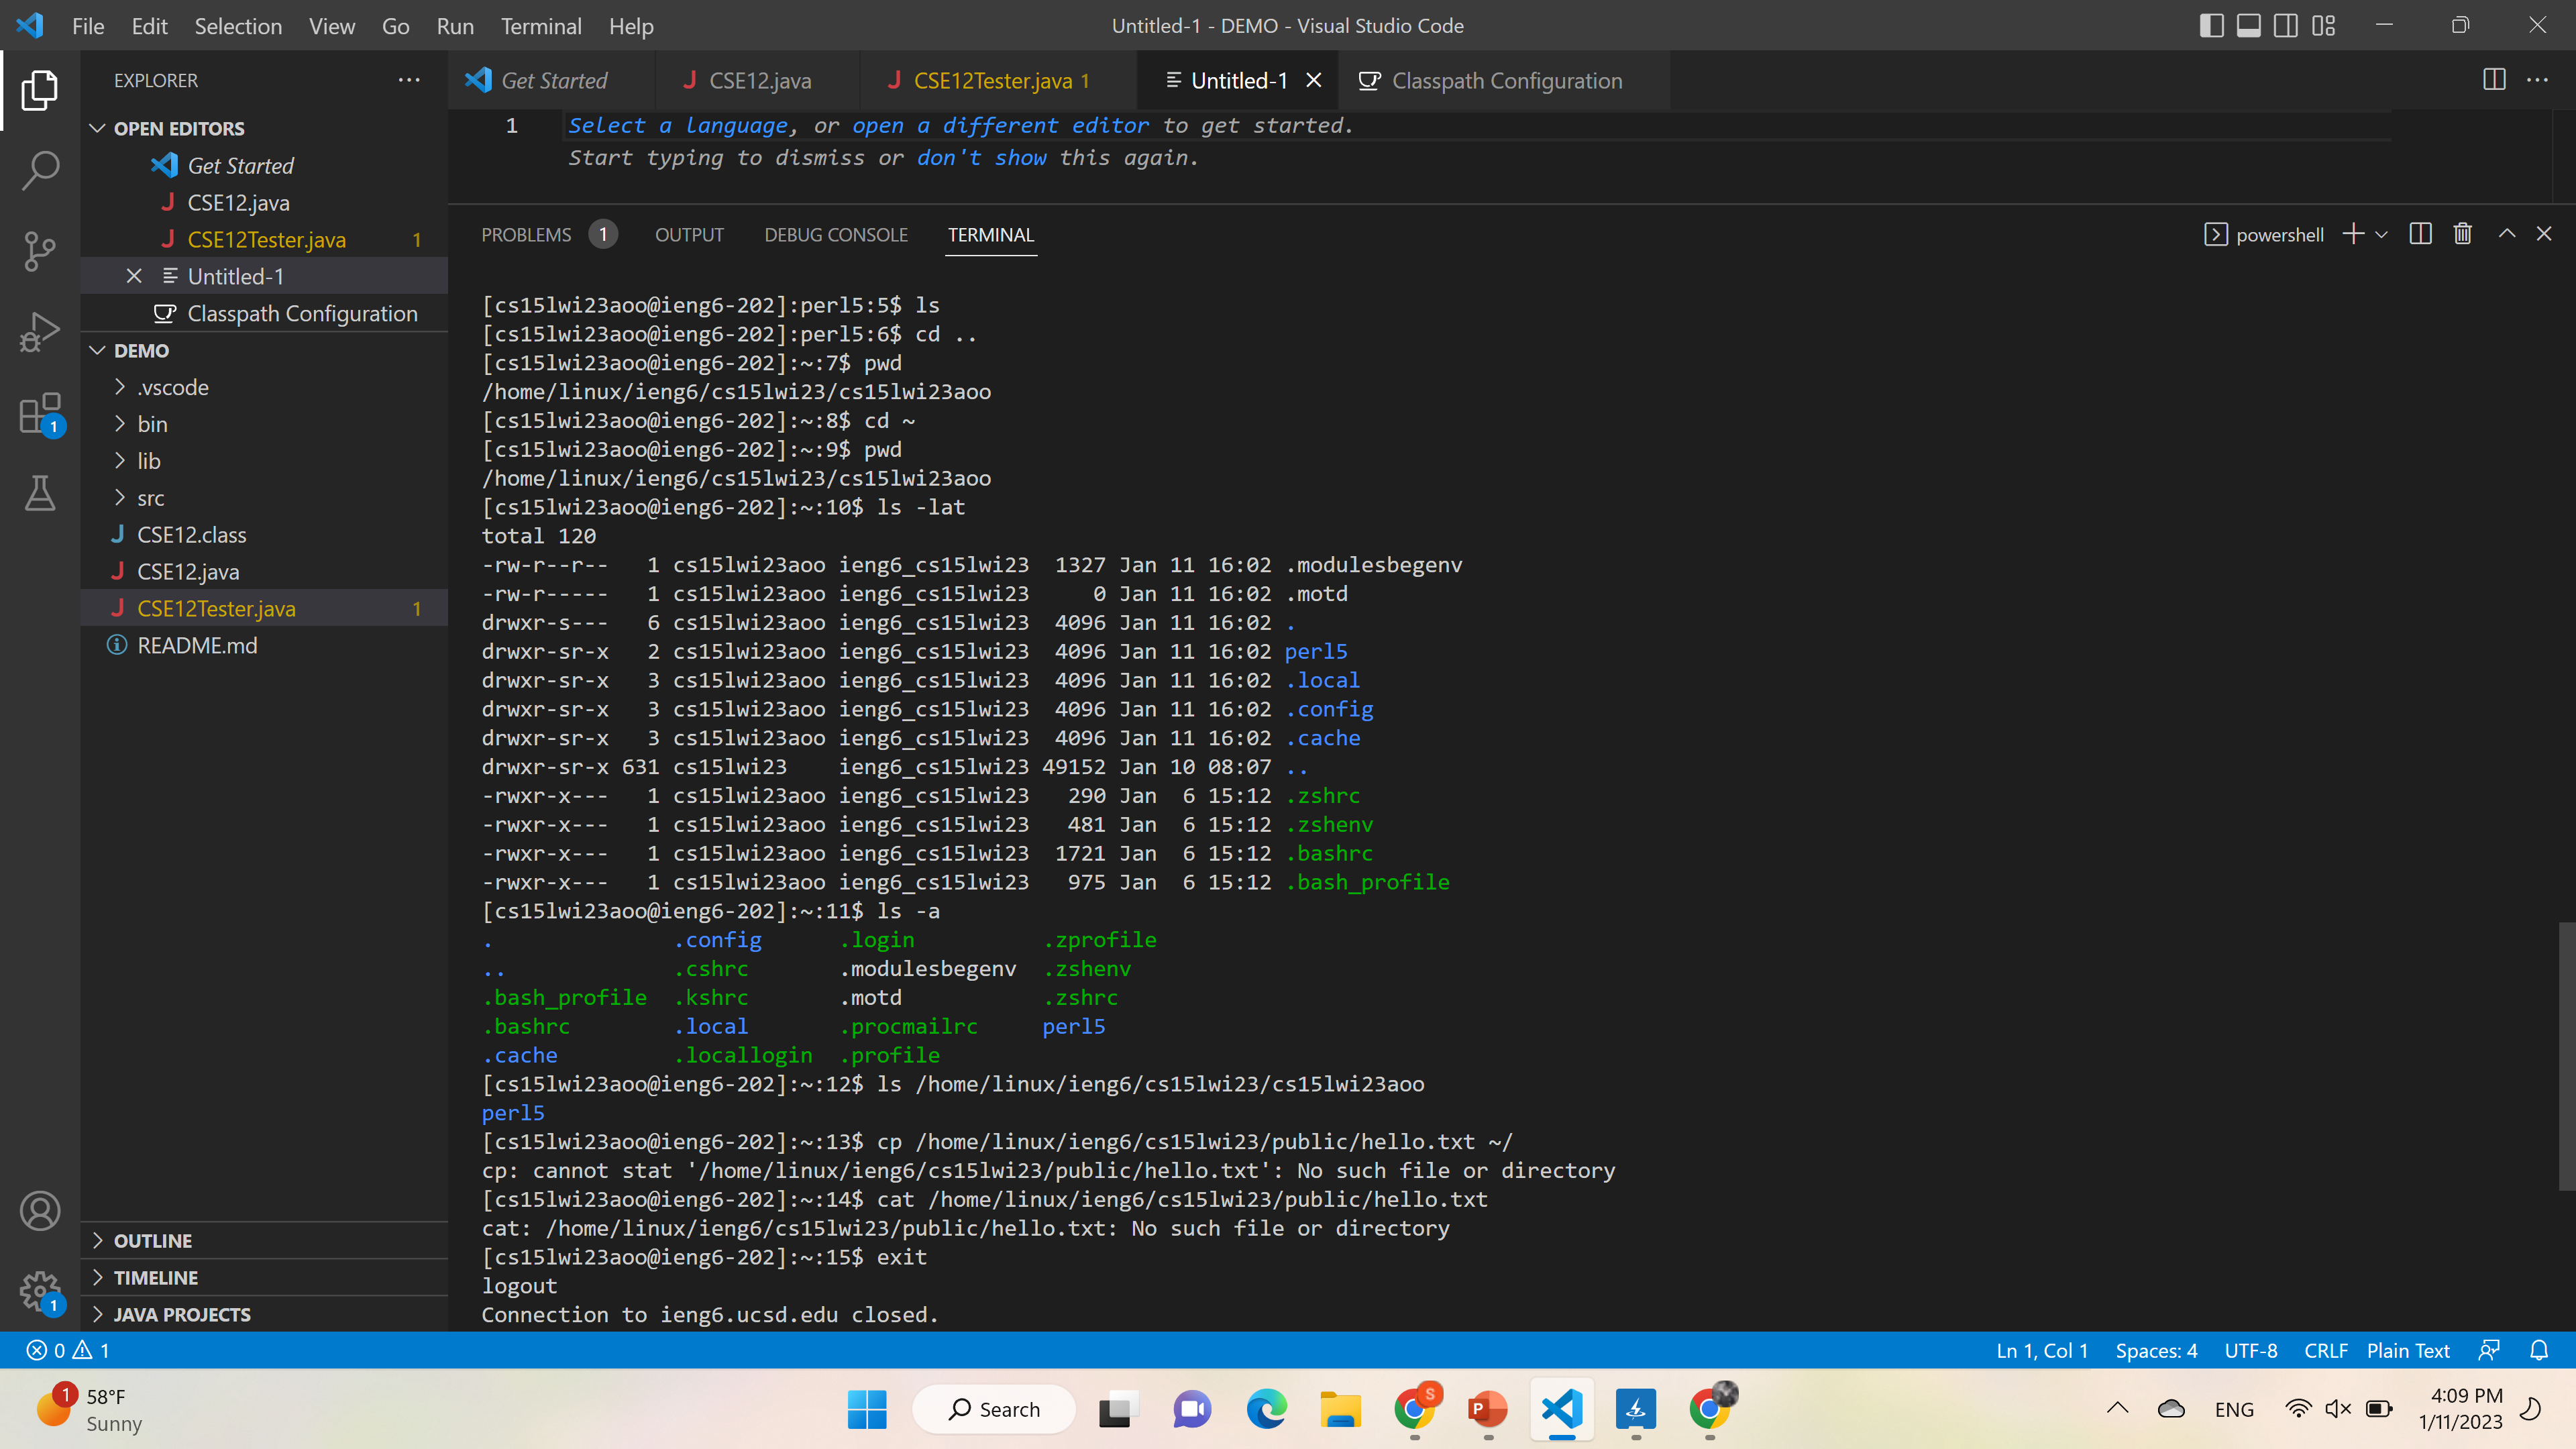 File Edit Selection View Go Run Terminal Help
Untitled-1 - DEMO - Visual Studio Code
EXPLORER
OPEN EDITORS
Get Started
CSE12.java
CSE12Tester.java 1
Untitled-1
Classpath Configuration
DEMO
.vscode
bin
lib
src
CSE12.class
CSE12.java
CSE12Tester.java 1
README.md
OUTLINE
TIMELINE
JAVA PROJECTS
1
1
Get Started CSE12.java CSE12Tester.java 1 Untitled-1 Classpath Configuration
1 Select a language, or open a different editor to get started.
Start typing to dismiss or don't show this again.
PROBLEMS 1 OUTPUT DEBUG CONSOLE TERMINAL
powershell
[cs15lwi23aoo@ieng6-202]:perl5:5$ ls
[cs15lwi23aoo@ieng6-202]:perl5:6$ cd ..
[cs15lwi23aoo@ieng6-202]:~:7$ pwd
/home/linux/ieng6/cs15lwi23/cs15lwi23aoo
[cs15lwi23aoo@ieng6-202]:~:8$ cd ~
[cs15lwi23aoo@ieng6-202]:~:9$ pwd
/home/linux/ieng6/cs15lwi23/cs15lwi23aoo
[cs15lwi23aoo@ieng6-202]:~:10$ ls -lat
total 120
-rw-r--r--   1 cs15lwi23aoo ieng6_cs15lwi23  1327 Jan 11 16:02 .modulesbegenv
-rw-r-----   1 cs15lwi23aoo ieng6_cs15lwi23     0 Jan 11 16:02 .motd
drwxr-s---   6 cs15lwi23aoo ieng6_cs15lwi23  4096 Jan 11 16:02 .
drwxr-sr-x   2 cs15lwi23aoo ieng6_cs15lwi23  4096 Jan 11 16:02 perl5
drwxr-sr-x   3 cs15lwi23aoo ieng6_cs15lwi23  4096 Jan 11 16:02 .local
drwxr-sr-x   3 cs15lwi23aoo ieng6_cs15lwi23  4096 Jan 11 16:02 .config
drwxr-sr-x   3 cs15lwi23aoo ieng6_cs15lwi23  4096 Jan 11 16:02 .cache
drwxr-sr-x 631 cs15lwi23    ieng6_cs15lwi23 49152 Jan 10 08:07 ..
-rwxr-x---   1 cs15lwi23aoo ieng6_cs15lwi23   290 Jan  6 15:12 .zshrc
-rwxr-x---   1 cs15lwi23aoo ieng6_cs15lwi23   481 Jan  6 15:12 .zshenv
-rwxr-x---   1 cs15lwi23aoo ieng6_cs15lwi23  1721 Jan  6 15:12 .bashrc
-rwxr-x---   1 cs15lwi23aoo ieng6_cs15lwi23   975 Jan  6 15:12 .bash_profile
[cs15lwi23aoo@ieng6-202]:~:11$ ls -a
.              .config     .login          .zprofile
..             .cshrc      .modulesbegenv  .zshenv
.bash_profile  .kshrc      .motd           .zshrc
.bashrc        .local      .procmailrc     perl5
.cache         .locallogin  .profile
[cs15lwi23aoo@ieng6-202]:~:12$ ls /home/linux/ieng6/cs15lwi23/cs15lwi23aoo
perl5
[cs15lwi23aoo@ieng6-202]:~:13$ cp /home/linux/ieng6/cs15lwi23/public/hello.txt ~/
cp: cannot stat '/home/linux/ieng6/cs15lwi23/public/hello.txt': No such file or directory
[cs15lwi23aoo@ieng6-202]:~:14$ cat /home/linux/ieng6/cs15lwi23/public/hello.txt
cat: /home/linux/ieng6/cs15lwi23/public/hello.txt: No such file or directory
[cs15lwi23aoo@ieng6-202]:~:15$ exit
logout
Connection to ieng6.ucsd.edu closed.
0 1
Ln 1, Col 1 Spaces: 4 UTF-8 CRLF Plain Text
1
58°F
Sunny
Search
S
P
ENG
4:09 PM
1/11/2023